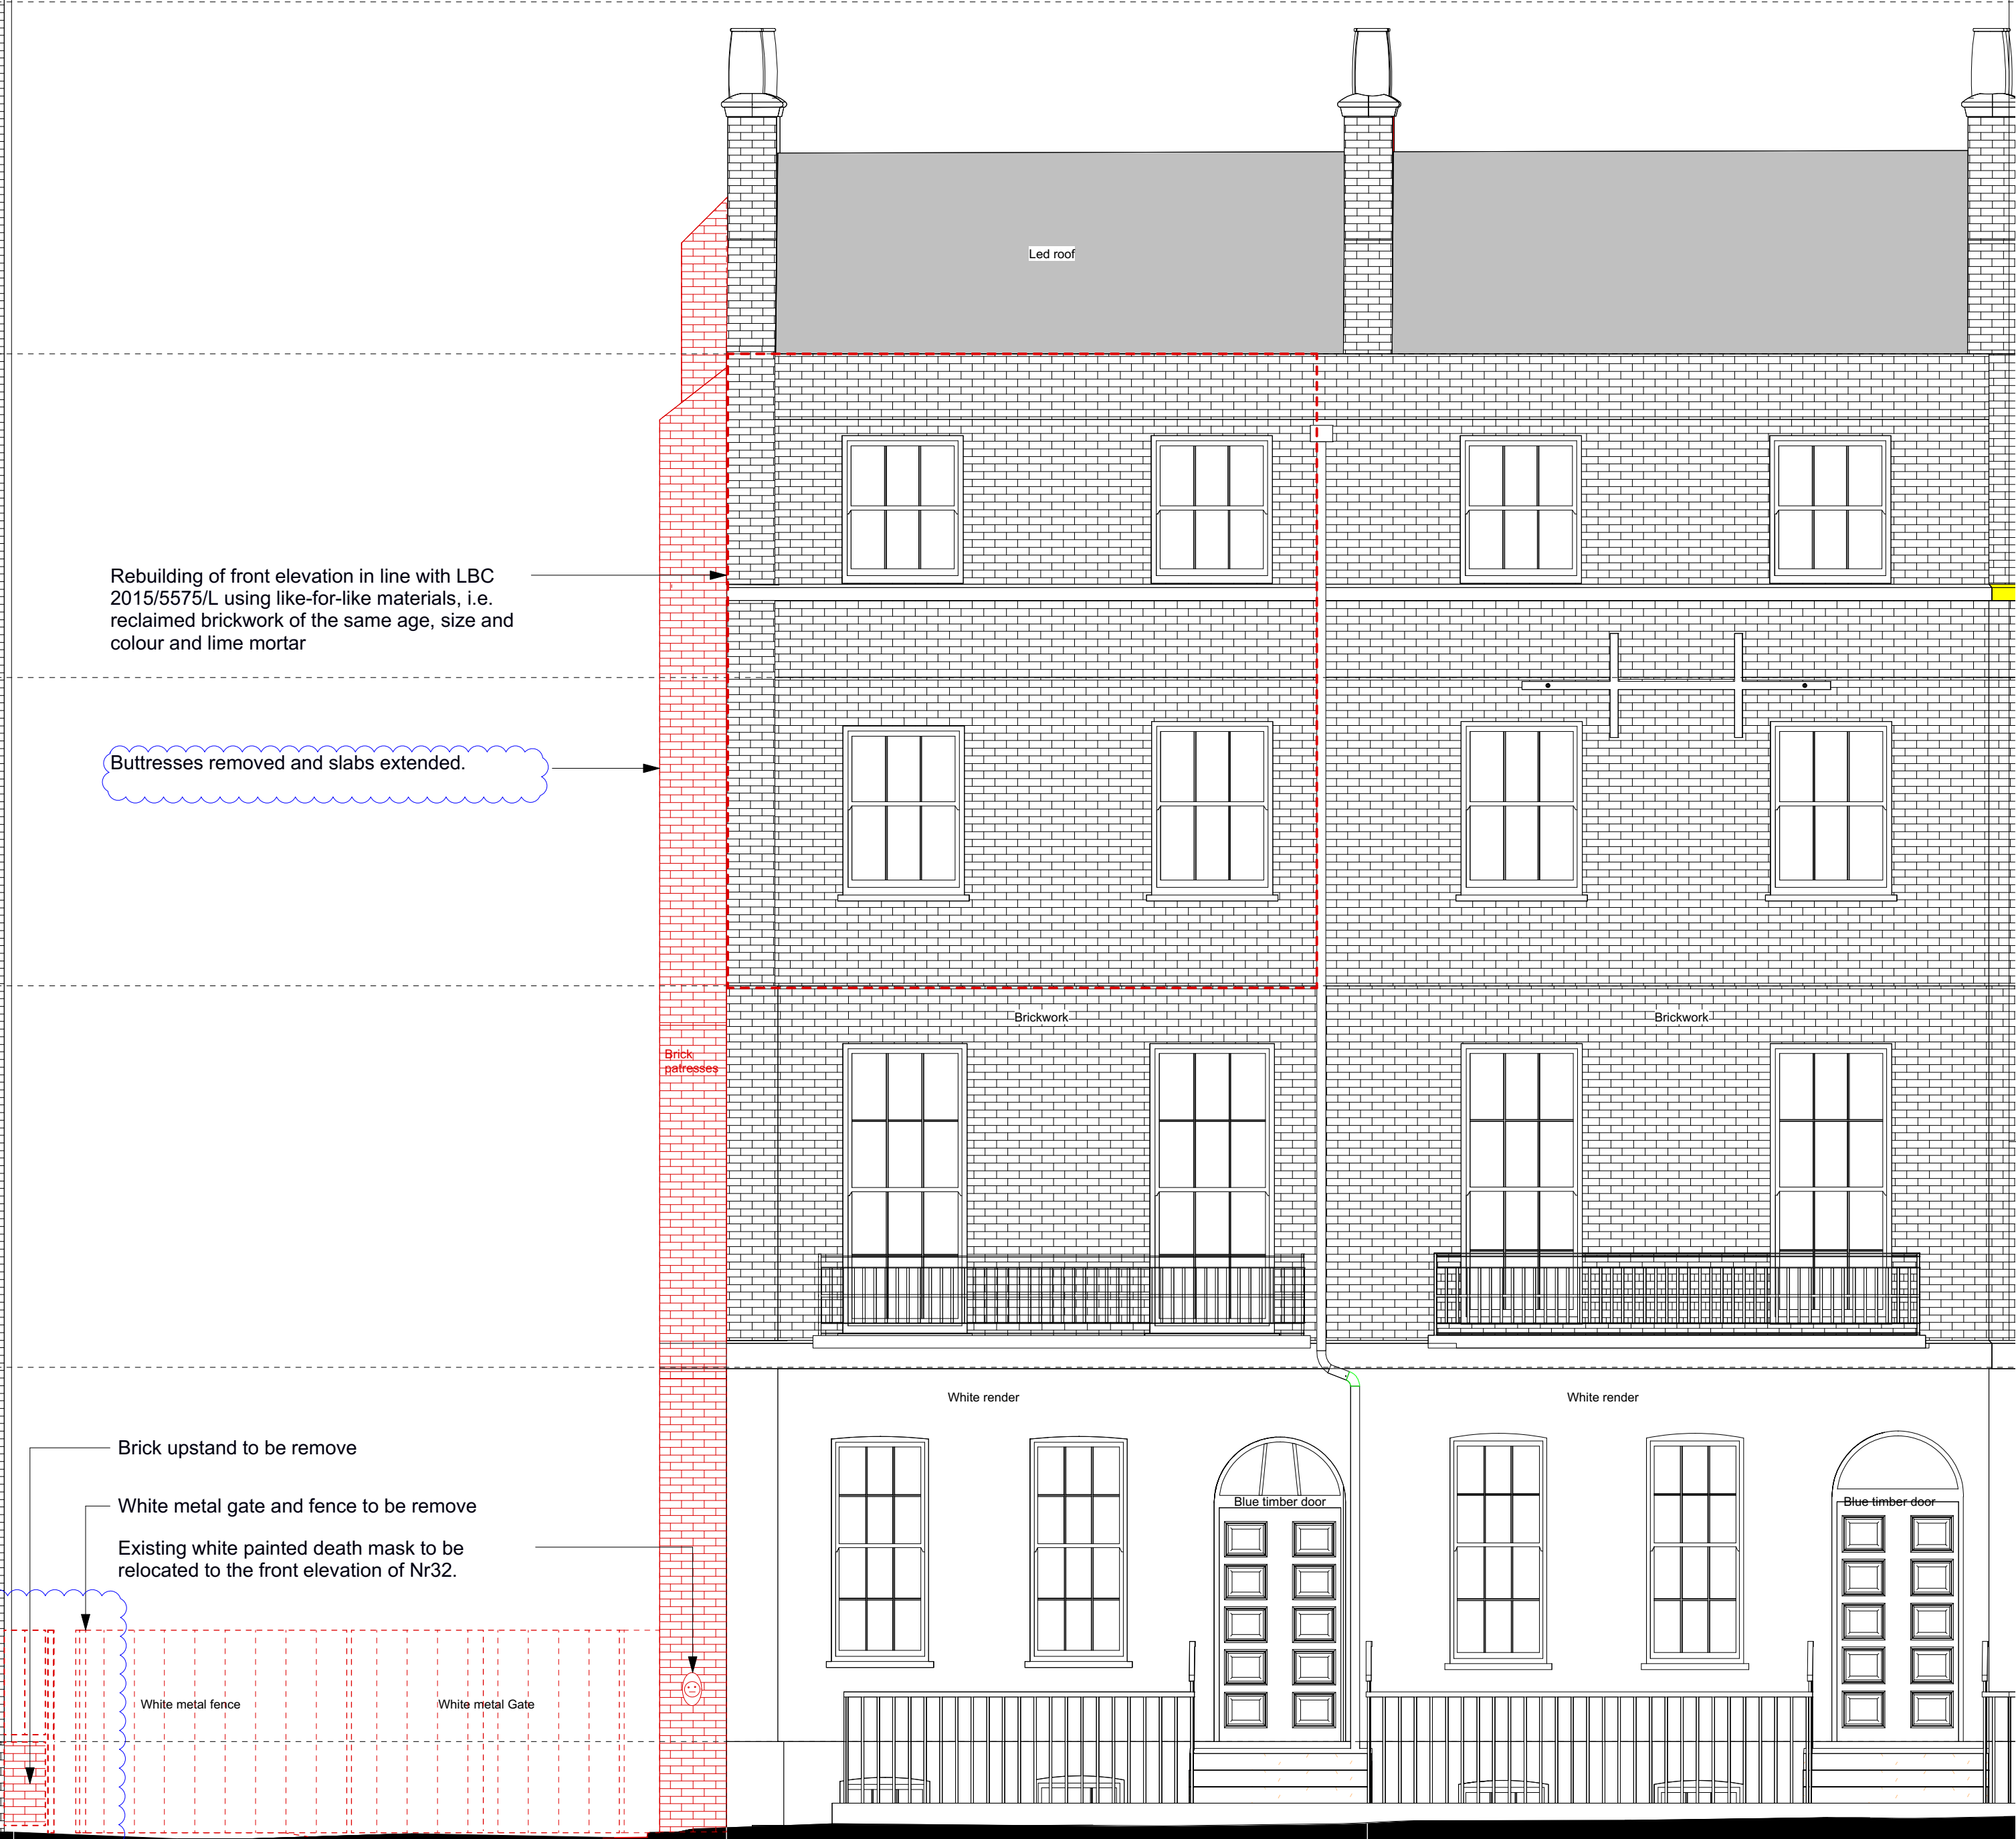 Led roof
Rebuilding of front elevation in line with LBC
2015/5575/L using like-for-like materials, i.e.
reclaimed brickwork of the same age, size and
colour and lime mortar
Buttresses removed and slabs extended.
Brickwork
Brickwork
Brick
patresses
White render
White render
Brick upstand to be remove
White metal gate and fence to be remove
Existing white painted death mask to be
relocated to the front elevation of Nr32.
Blue timber door
Blue timber door
White metal fence
White metal Gate